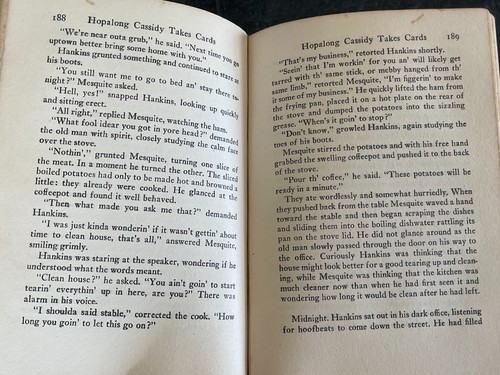 188 Hopalong Cassidy Takes Cards
"We're near outa grub," he said. "Next time you go
uptown better bring some home with you."
Hankins grunted something and continued to stare at
his boots.
"You still want me to go to bed an' stay there to-
night?" Mesquite asked.
"Hell, yes!" snapped Hankins, looking up quickly
and sitting erect.
"All right," replied Mesquite, watching the ham.
"What fool idear you got in yore head?" demanded
the old man with spirit, closely studying the calm face
over the stove.
"Nothin'," grunted Mesquite, turning one slice of
the meat. In a moment he turned the other. The sliced
boiled potatoes had only to be made hot and browned a
little: they already were cooked. He glanced at the
coffeepot and found it well behaved.
"Then what made you ask me that?" demanded
Hankins.
"I was just kinda wonderin' if it wasn't gettin' about
time to clean house, that's all," answered Mesquite,
smiling grimly.
Hankins was staring at the speaker, wondering if he
understood what the words meant.
"Clean house?" he asked. "You ain't goin' to start
tearin' everythin' up in here, are you?" There was
alarm in his voice.
"I shoulda said stable," corrected the cook. "How
long you goin' to let this go on?"
Hopalong Cassidy Takes Cards 189
"That's my business," retorted Hankins shortly.
"Seein' that I'm workin' for you an' will likely get
tarred with th' same stick, or mebby hanged from th'
same limb," retorted Mesquite, "I'm figgerin' to make
it some of my business." He quickly lifted the ham from
the frying pan, placed it on a hot plate on the rear of
the stove and dumped the potatoes into the sizzling
grease. "When's it goin' to stop?"
"Don't know," growled Hankins, again studying the
toes of his boots.
Mesquite stirred the potatoes and with his free hand
grabbed the swelling coffeepot and pushed it to the back
of the stove.
"Pour th' coffee," he said. "These potatoes will be
ready in a minute."
They ate wordlessly and somewhat hurriedly. When
they pushed back from the table Mesquite waved a hand
toward the stable and then began scraping the dishes
and sliding them into the boiling dishwater rattling its
pan on the stove lid. He did not glance around as the
old man slowly passed through the door on his way to
the office. Curiously Hankins was thinking that the
house might look better for a good tearing up and clean-
ing, while Mesquite was thinking that the kitchen was
much cleaner now than when he had first seen it and
wondering how long it would be clean after he had left.
Midnight. Hankins sat out in his dark office, listening
for hoofbeats to come down the street. He had filled